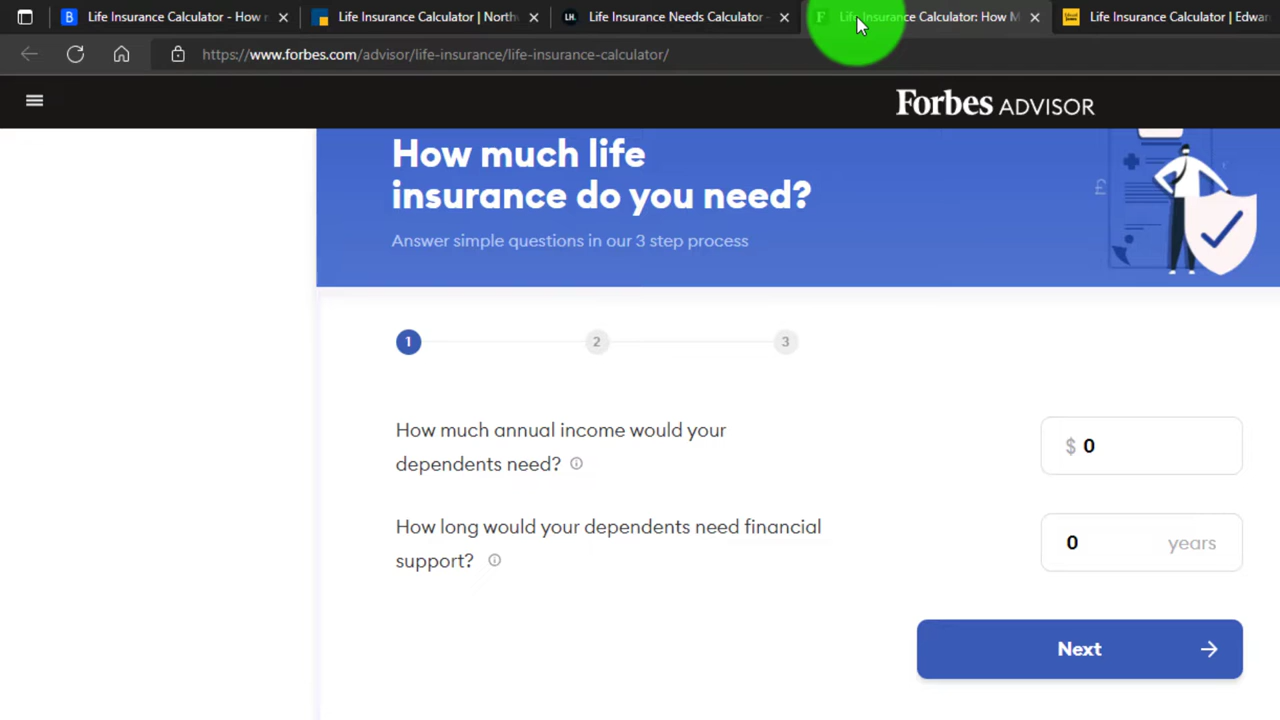 Life Insurance Calculator - How
Life Insurance Calculator | North
Life Insurance Needs Calculator -
Life Insurance Calculator: How M
Life Insurance Calculator | Edwar
https://www.forbes.com/advisor/life-insurance/life-insurance-calculator/
Forbes ADVISOR
How much life
insurance do you need?
Answer simple questions in our 3 step process
1 2 3
How much annual income would your
dependents need?
$ 0
How long would your dependents need financial
support?
0 years
Next